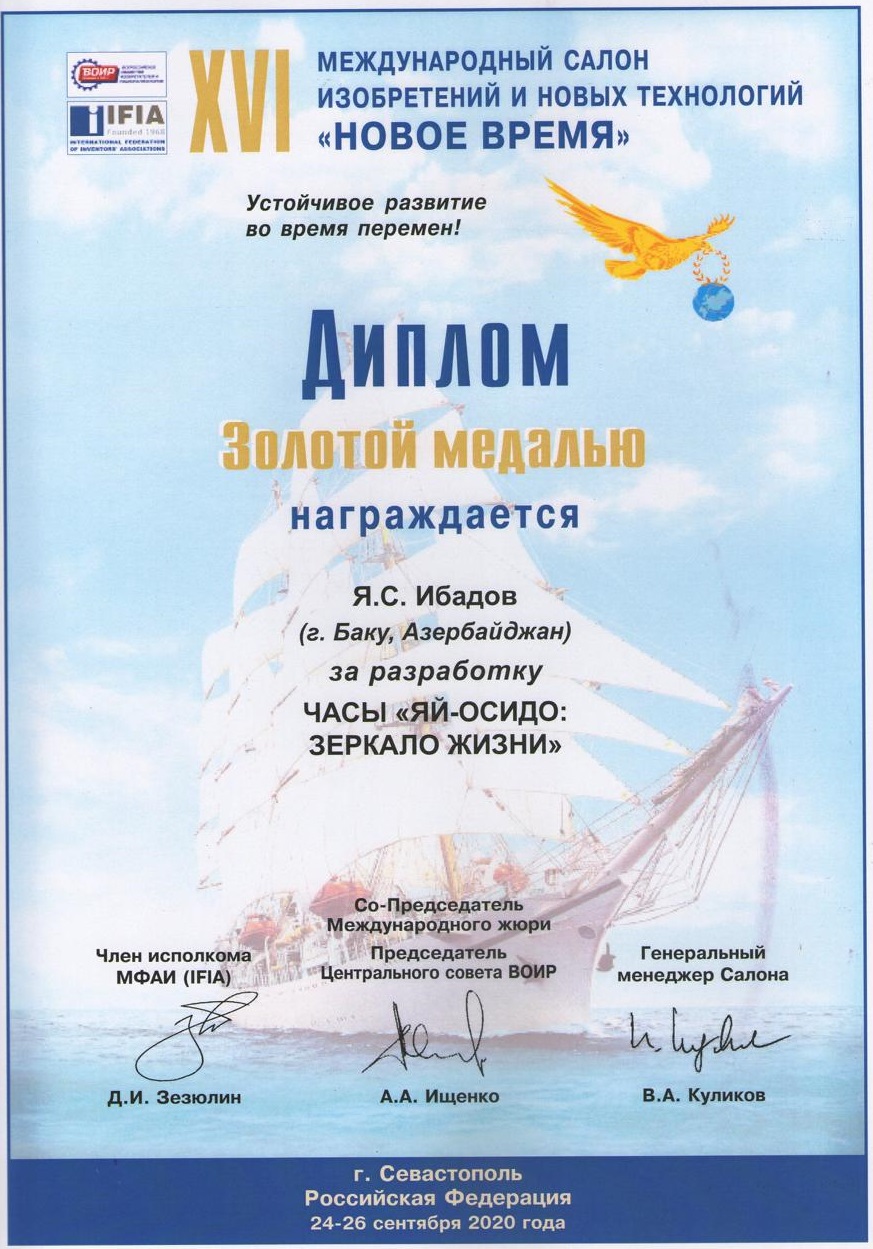 ВОИР
IFIA
Founded 1968
INTERNATIONAL FEDERATION
OF INVENTORS' ASSOCIATIONS
XVI
МЕЖДУНАРОДНЫЙ САЛОН
ИЗОБРЕТЕНИЙ И НОВЫХ ТЕХНОЛОГИЙ
«НОВОЕ ВРЕМЯ»
Устойчивое развитие
во время перемен!
Диплом
Золотой медалью
награждается
Я.С. Ибадов
(г. Баку, Азербайджан)
за разработку
ЧАСЫ «ЯЙ-ОСИДО:
ЗЕРКАЛО ЖИЗНИ»
Член исполкома
МФАИ (IFIA)
Д.И. Зезюлин
Со-Председатель
Международного жюри
Председатель
Центрального совета ВОИР
А.А. Ищенко
Генеральный
менеджер Салона
В.А. Куликов
г. Севастополь
Российская Федерация
24-26 сентября 2020 года